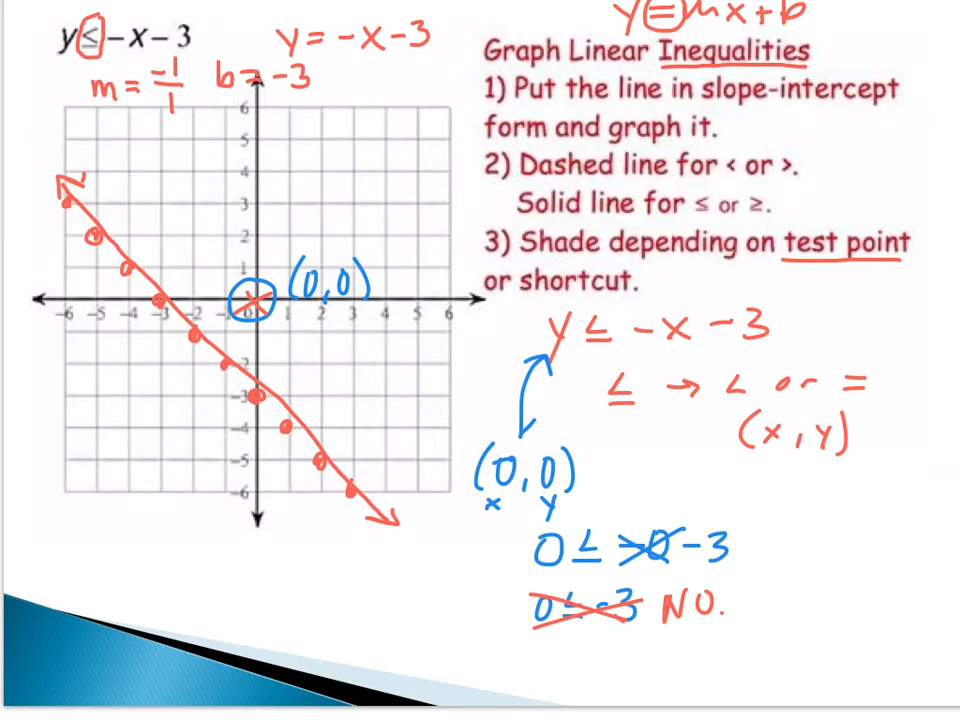 y ≤ -x - 3
y = -x - 3
y = mx + b
m = -1/1 b = -3
Graph Linear Inequalities
1) Put the line in slope-intercept
form and graph it.
2) Dashed line for < or >.
Solid line for ≤ or ≥.
3) Shade depending on test point
or shortcut.
6
5
4
3
2
1
-6 -5 -4 -3 -2 -1 0 1 2 3 4 5 6
-2
-3
-4
-5
-6
(0,0)
y ≤ -x - 3
≤ → < or =
(x, y)
(0,0)
x y
0 ≤ -0 - 3
0 ≤ -3 NO.